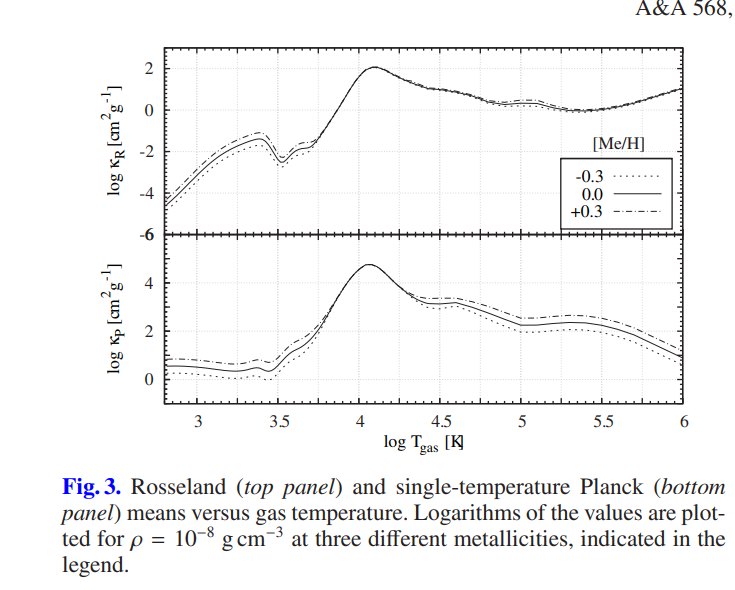 A&A 568,
2
0
-2
-4
-6
log κR [cm2g-1]
[Me/H]
-0.3
0.0
+0.3
4
2
0
log κP [cm2g-1]
3
3.5
4
4.5
5
5.5
6
log Tgas [K]
Fig. 3. Rosseland (top panel) and single-temperature Planck (bottom
panel) means versus gas temperature. Logarithms of the values are plot-
ted for ρ = 10−8 g cm−3 at three different metallicities, indicated in the
legend.